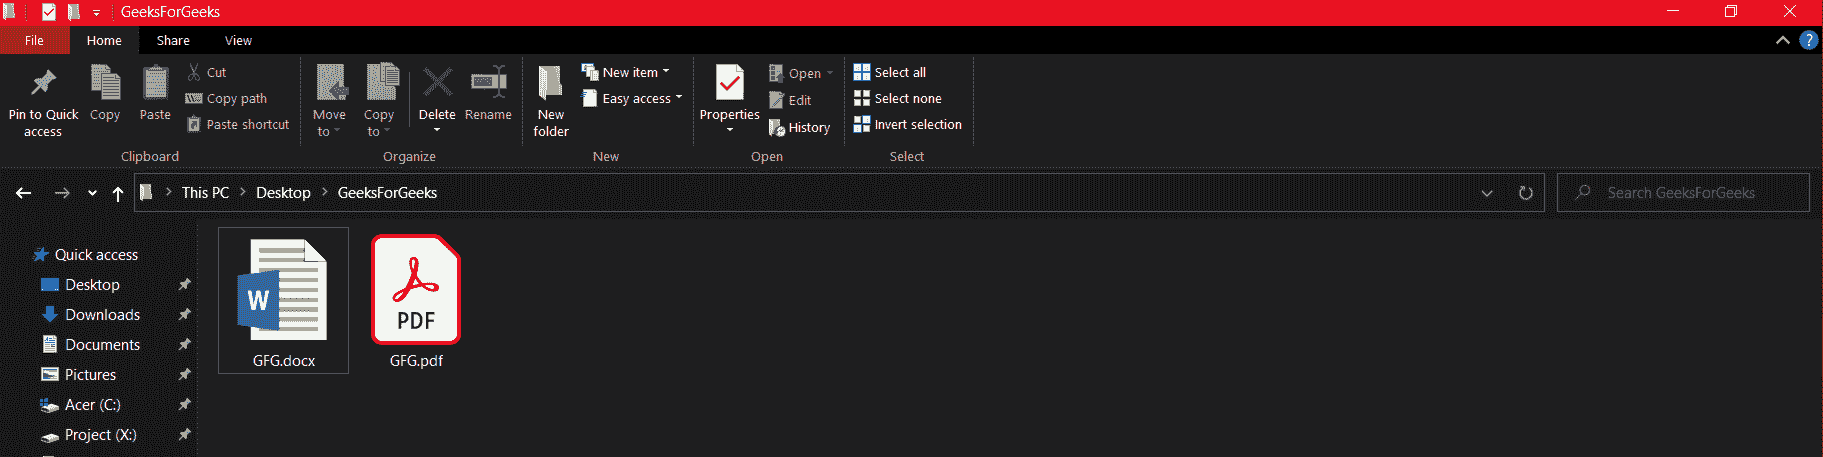 GeeksForGeeks
File Home Share View
?
Pin to Quick access
Copy
Paste
Cut
Copy path
Paste shortcut
Clipboard
Move to
Copy to
Delete
Rename
Organize
New folder
New item
Easy access
New
Properties
Open
Edit
History
Open
Select all
Select none
Invert selection
Select
This PC > Desktop > GeeksForGeeks
Search GeeksForGeeks
Quick access
Desktop
Downloads
Documents
Pictures
Acer (C:)
Project (X:)
W
GFG.docx
PDF
GFG.pdf